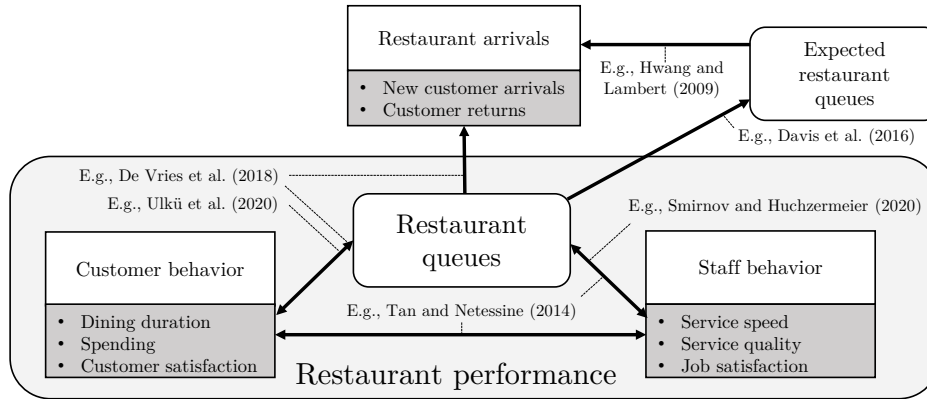 Restaurant arrivals
• New customer arrivals
• Customer returns
E.g., Hwang and
Lambert (2009)
Expected
restaurant
queues
E.g., Davis et al. (2016)
E.g., De Vries et al. (2018)
E.g., Ulkü et al. (2020)
Restaurant
queues
E.g., Smirnov and Huchzermeier (2020)
Customer behavior
• Dining duration
• Spending
• Customer satisfaction
E.g., Tan and Netessine (2014)
Staff behavior
• Service speed
• Service quality
• Job satisfaction
Restaurant performance